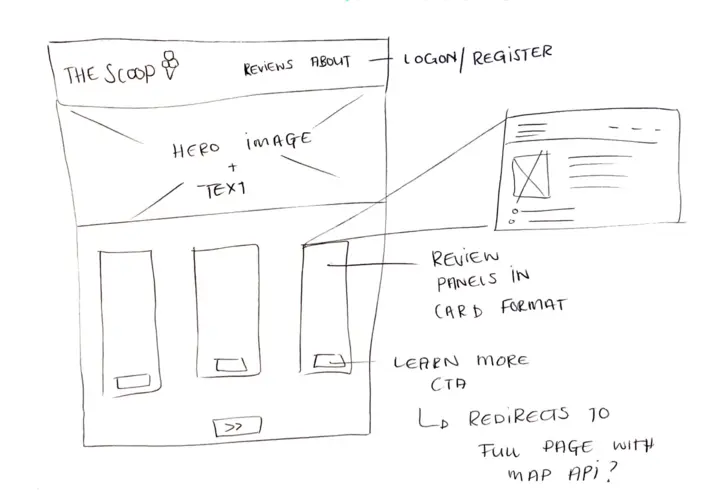 THE SCOOP
REVIEWS ABOUT
LOGON/REGISTER
HERO IMAGE
+
TEXT
REVIEW
PANELS IN
CARD FORMAT
LEARN MORE
CTA
REDIRECTS TO
FULL PAGE WITH
MAP API?
>>